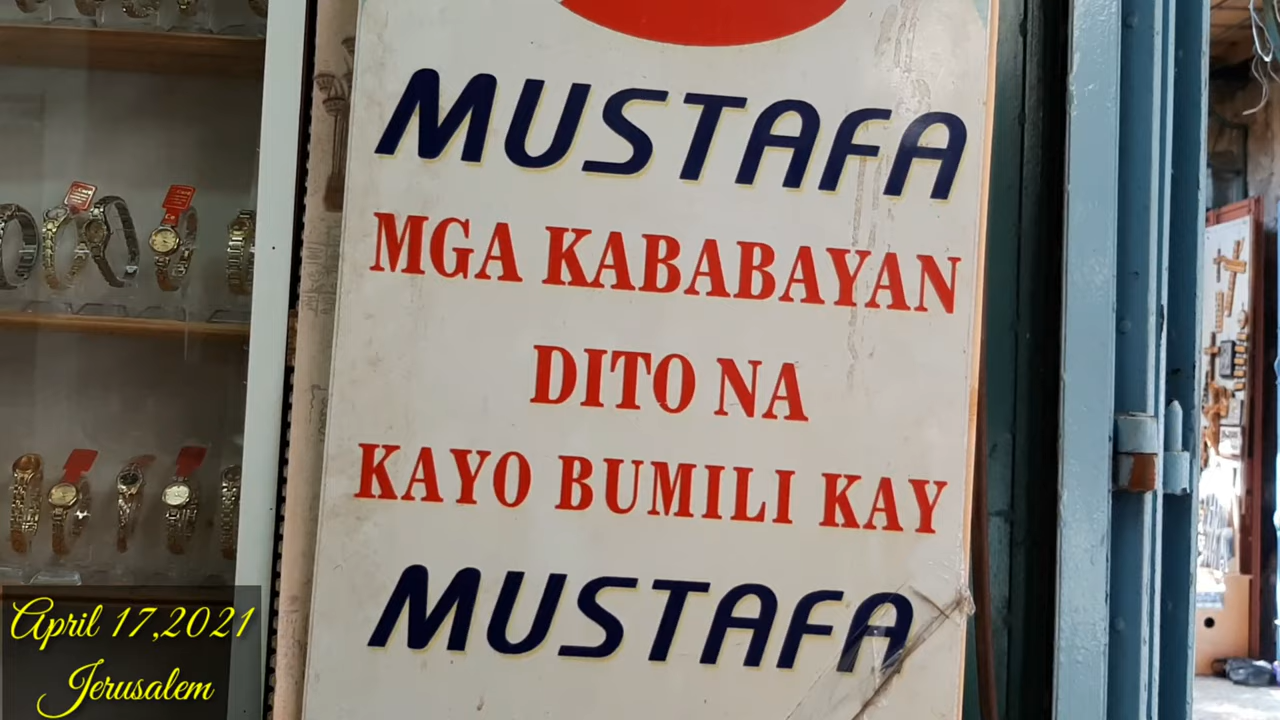 MUSTAFA
MGA KABABAYAN
DITO NA
KAYO BUMILI KAY
MUSTAFA
April 17,2021
Jerusalem